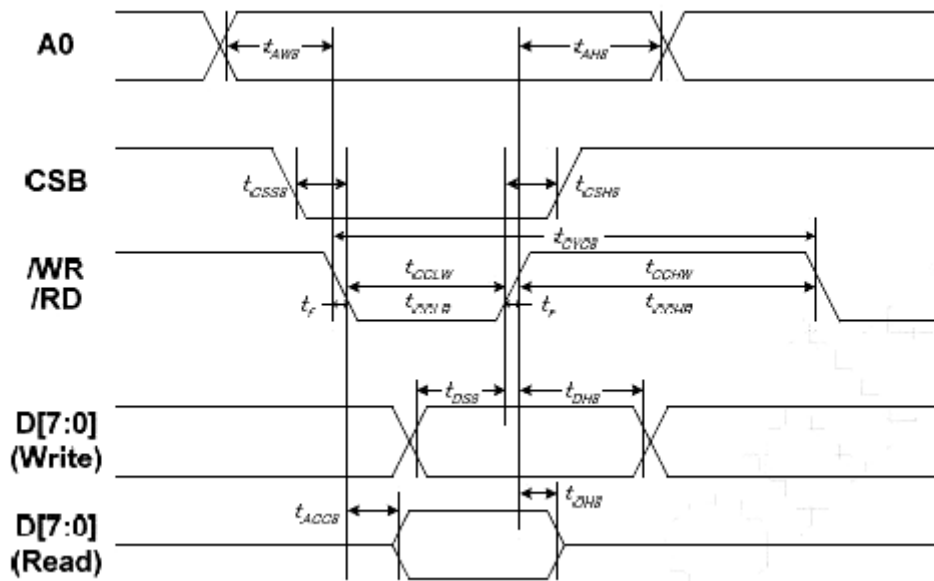 A0
tAW8
tAH8
CSB
tCSS8
tCSH8
tCYC8
/WR
/RD
tCCLW
tCCHW
tF
tCCLR
tR
tCCHR
tDS8
tDH8
D[7:0]
(Write)
tACC8
tOH8
D[7:0]
(Read)